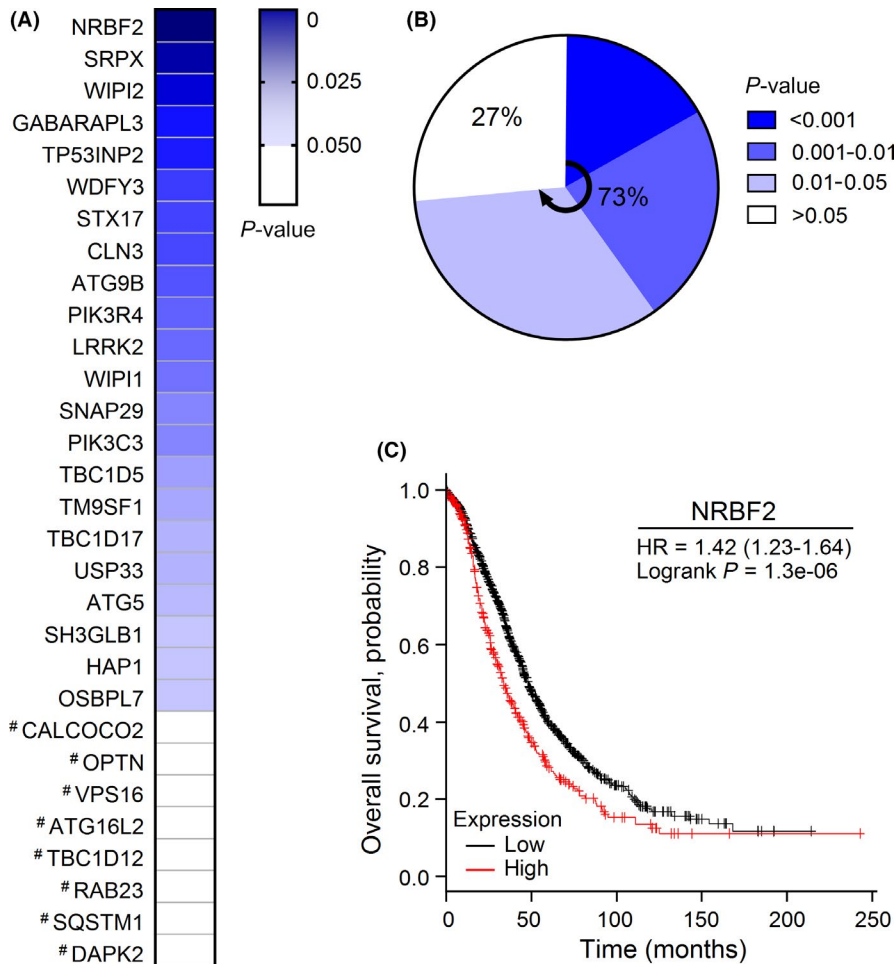 (A)
NRBF2
SRPX
WIPI2
GABARAPL3
TP53INP2
WDFY3
STX17
CLN3
ATG9B
PIK3R4
LRRK2
WIPI1
SNAP29
PIK3C3
TBC1D5
TM9SF1
TBC1D17
USP33
ATG5
SH3GLB1
HAP1
OSBPL7
#CALCOCO2
#OPTN
#VPS16
#ATG16L2
#TBC1D12
#RAB23
#SQSTM1
#DAPK2
0
0.025
0.050
P-value
(B)
27%
73%
P-value
<0.001
0.001-0.01
0.01-0.05
>0.05
(C)
NRBF2
HR = 1.42 (1.23-1.64)
Logrank P = 1.3e-06
Overall survival, probability
1.0
0.8
0.6
0.4
0.2
0.0
Expression
Low
High
0 50 100 150 200 250
Time (months)